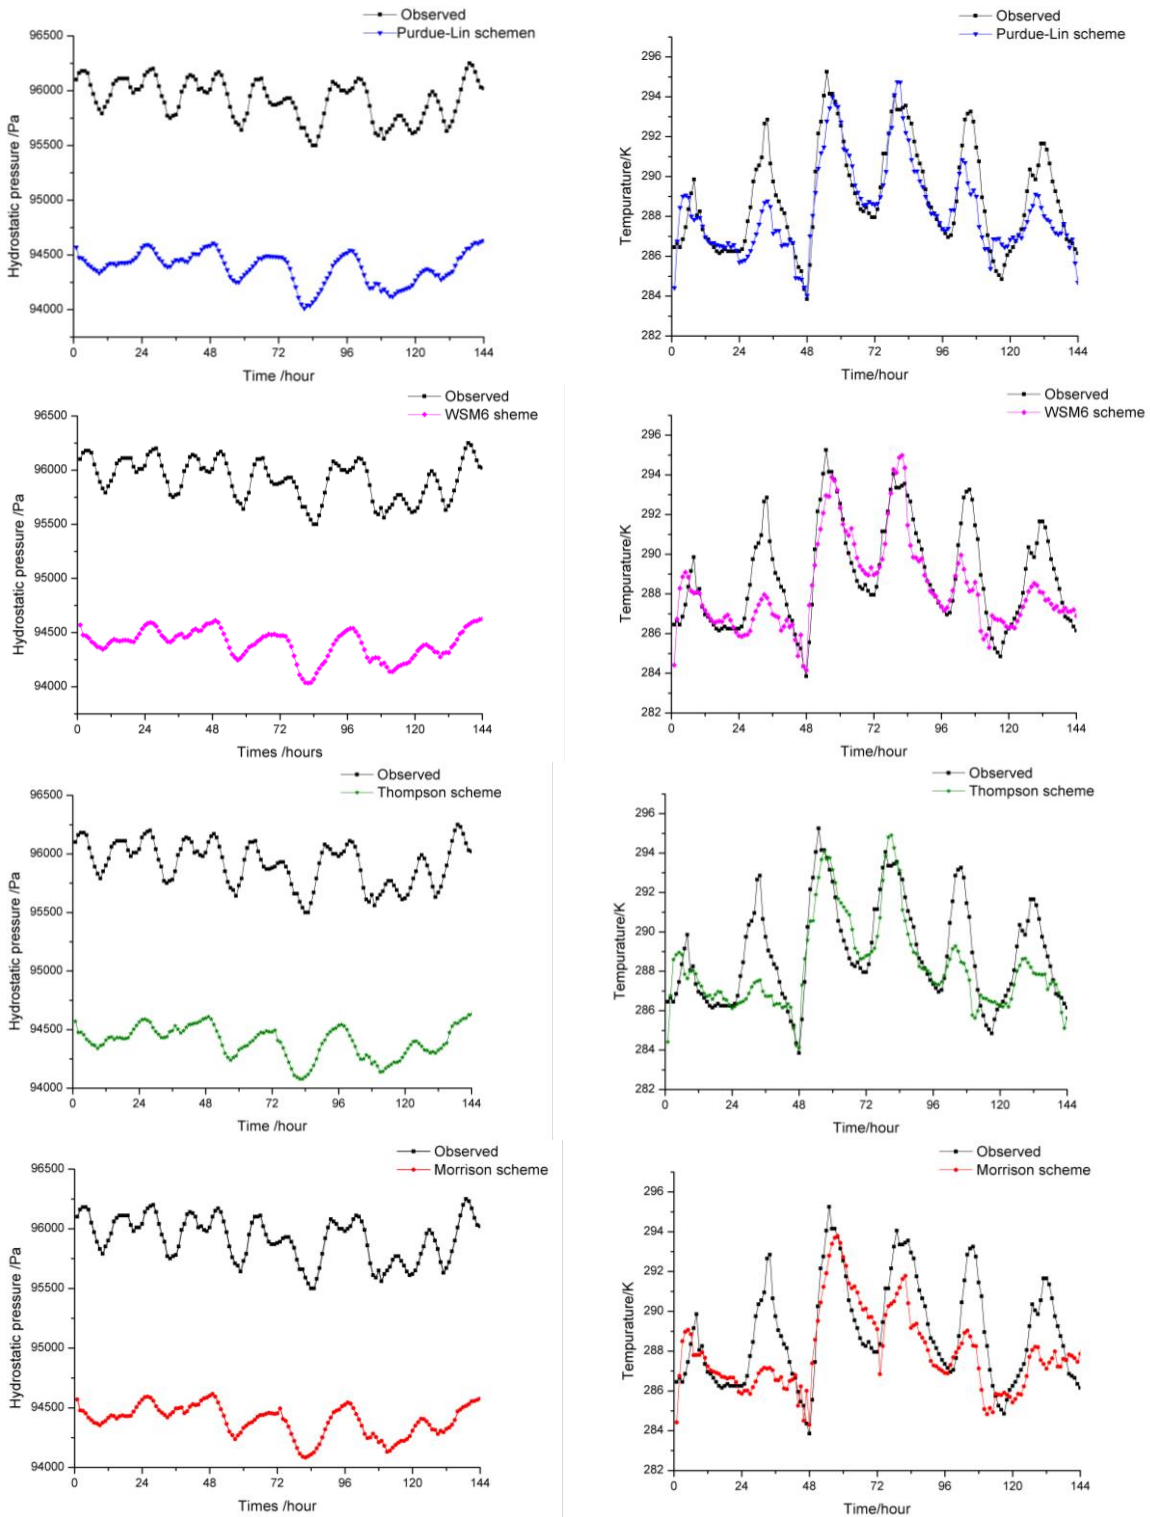 Observed
Purdue-Lin schemen
96500
96000
95500
95000
94500
94000
Hydrostatic pressure /Pa
0 24 48 72 96 120 144
Time /hour
Observed
Purdue-Lin scheme
296
294
292
290
288
286
284
282
Tempurature/K
0 24 48 72 96 120 144
Time/hour
Observed
WSM6 sheme
96500
96000
95500
95000
94500
94000
Hydrostatic pressure /Pa
0 24 48 72 96 120 144
Times /hours
Observed
WSM6 scheme
296
294
292
290
288
286
284
282
Tempurature/K
0 24 48 72 96 120 144
Time/hour
Observed
Thompson scheme
96500
96000
95500
95000
94500
94000
Hydrostatic pressure /Pa
0 24 48 72 96 120 144
Time /hour
Observed
Thompson scheme
296
294
292
290
288
286
284
282
Tempurature/K
0 24 48 72 96 120 144
Time/hour
Observed
Morrison scheme
96500
96000
95500
95000
94500
94000
Hydrostatic pressure /Pa
0 24 48 72 96 120 144
Times /hour
Observed
Morrison scheme
296
294
292
290
288
286
284
282
Tempurature/K
0 24 48 72 96 120 144
Time/hour